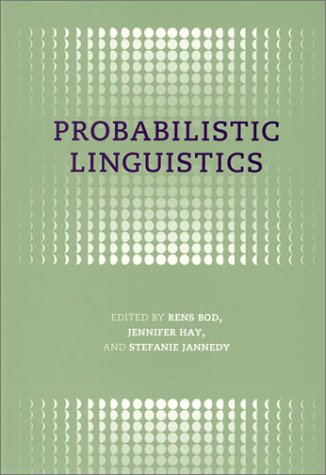 PROBABILISTIC
LINGUISTICS
EDITED BY RENS BOD,
JENNIFER HAY,
AND STEFANIE JANNEDY